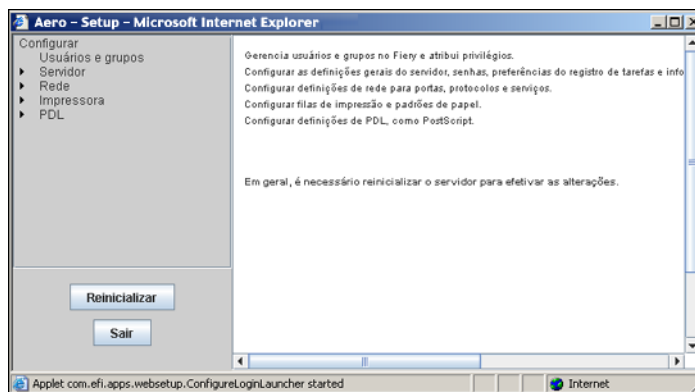 Aero - Setup - Microsoft Internet Explorer
Configurar
Usuários e grupos
Servidor
Rede
Impressora
PDL
Gerencia usuários e grupos no Fiery e atribui privilégios.
Configurar as definições gerais do servidor, senhas, preferências do registro de tarefas e info
Configurar definições de rede para portas, protocolos e serviços.
Configurar filas de impressão e padrões de papel.
Configurar definições de PDL, como PostScript.
Em geral, é necessário reinicializar o servidor para efetivar as alterações.
Reinicializar
Sair
Applet com.efi.apps.websetup.ConfigureLoginLauncher started
Internet